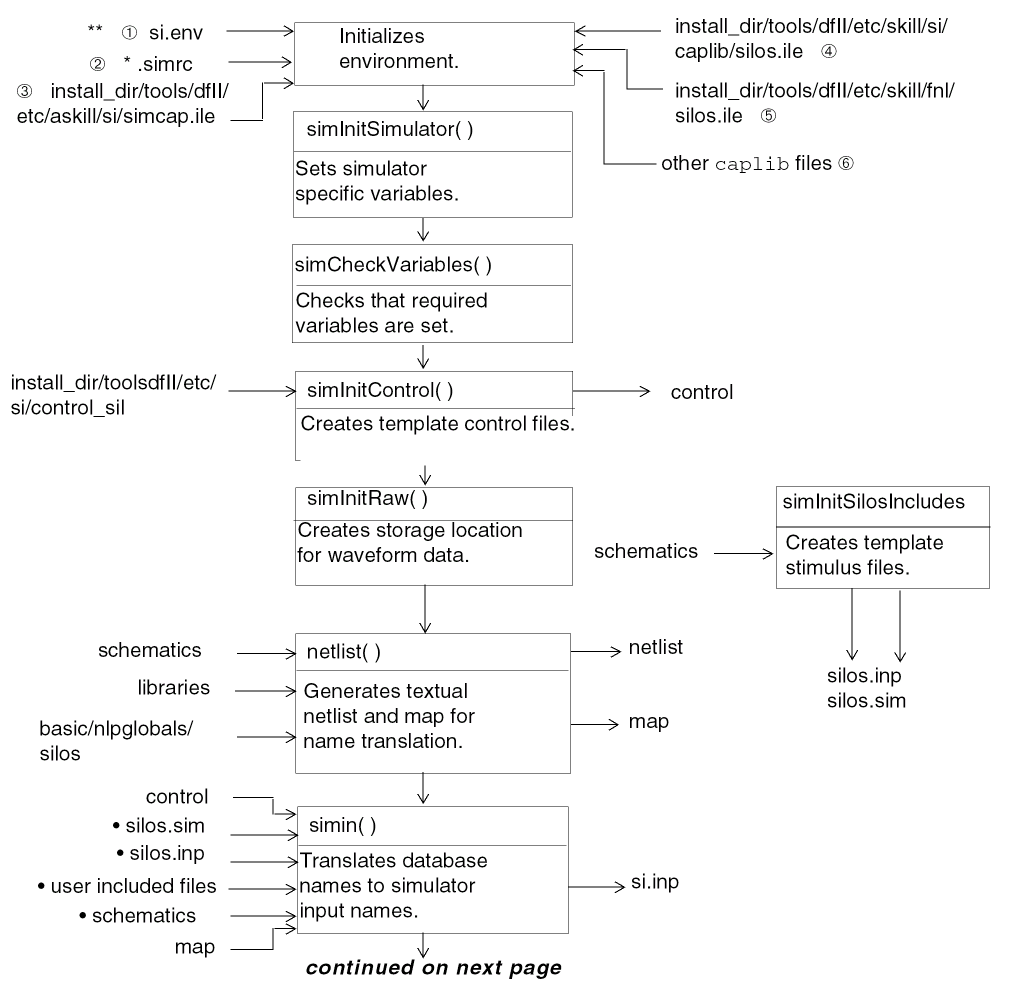 ** ① si.env
② * .simrc
③ install_dir/tools/dfII/
etc/askill/si/simcap.ile
Initializes
environment.
install_dir/tools/dfII/etc/skill/si/
caplib/silos.ile ④
install_dir/tools/dfII/etc/skill/fnl/
silos.ile ⑤
other caplib files ⑥
simInitSimulator( )
Sets simulator
specific variables.
simCheckVariables( )
Checks that required
variables are set.
install_dir/toolsdfII/etc/
si/control_sil
simInitControl( )
Creates template control files.
control
simInitRaw( )
Creates storage location
for waveform data.
schematics
simInitSilosIncludes
Creates template
stimulus files.
silos.inp
silos.sim
schematics
libraries
basic/nlpglobals/
silos
netlist( )
Generates textual
netlist and map for
name translation.
netlist
map
control
• silos.sim
• silos.inp
• user included files
• schematics
map
simin( )
Translates database
names to simulator
input names.
si.inp
continued on next page